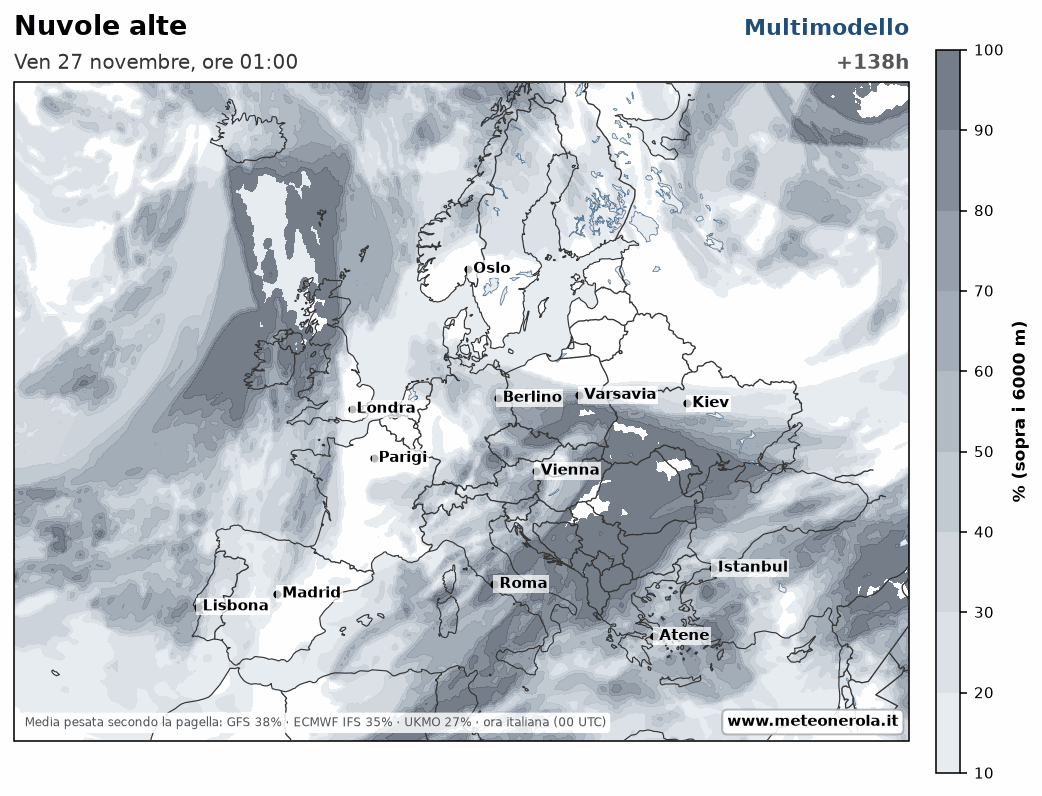 Nuvole alte
Multimodello
Ven 27 novembre, ore 01:00
+138h
Oslo
Berlino
Varsavia
Kiev
Londra
Parigi
Vienna
Istanbul
Roma
Madrid
Lisbona
Atene
Media pesata secondo la pagella: GFS 38% · ECMWF IFS 35% · UKMO 27% · ora italiana (00 UTC)
www.meteonerola.it
100
90
80
70
60
50
40
30
20
10
% (sopra i 6000 m)